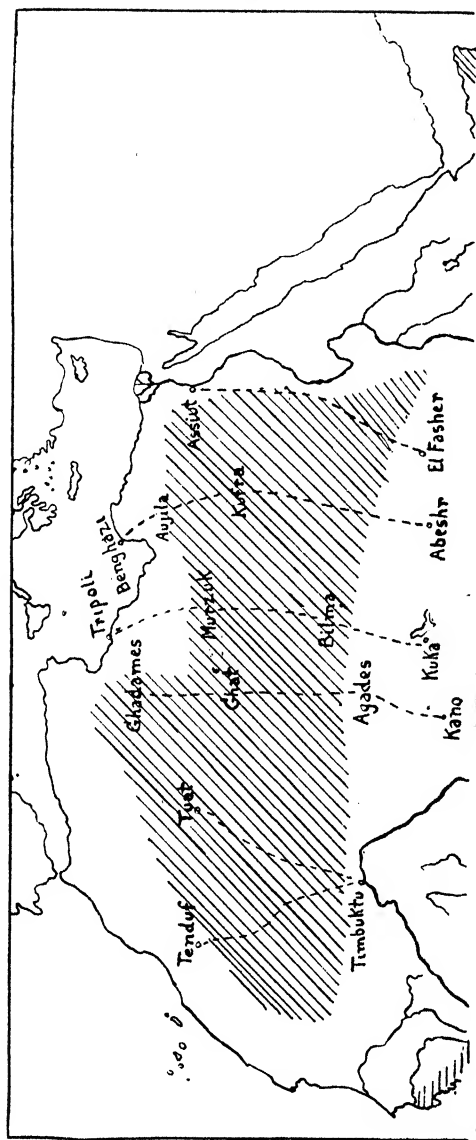 Tripoli
Benghazi
Aujila
Assiut
Ghadames
Murzuk
Kufra
Ghat
Tuat
Tenduf
Bilma
Agades
Timbuktu
Kuka
Kano
Abeshr
El Fasher